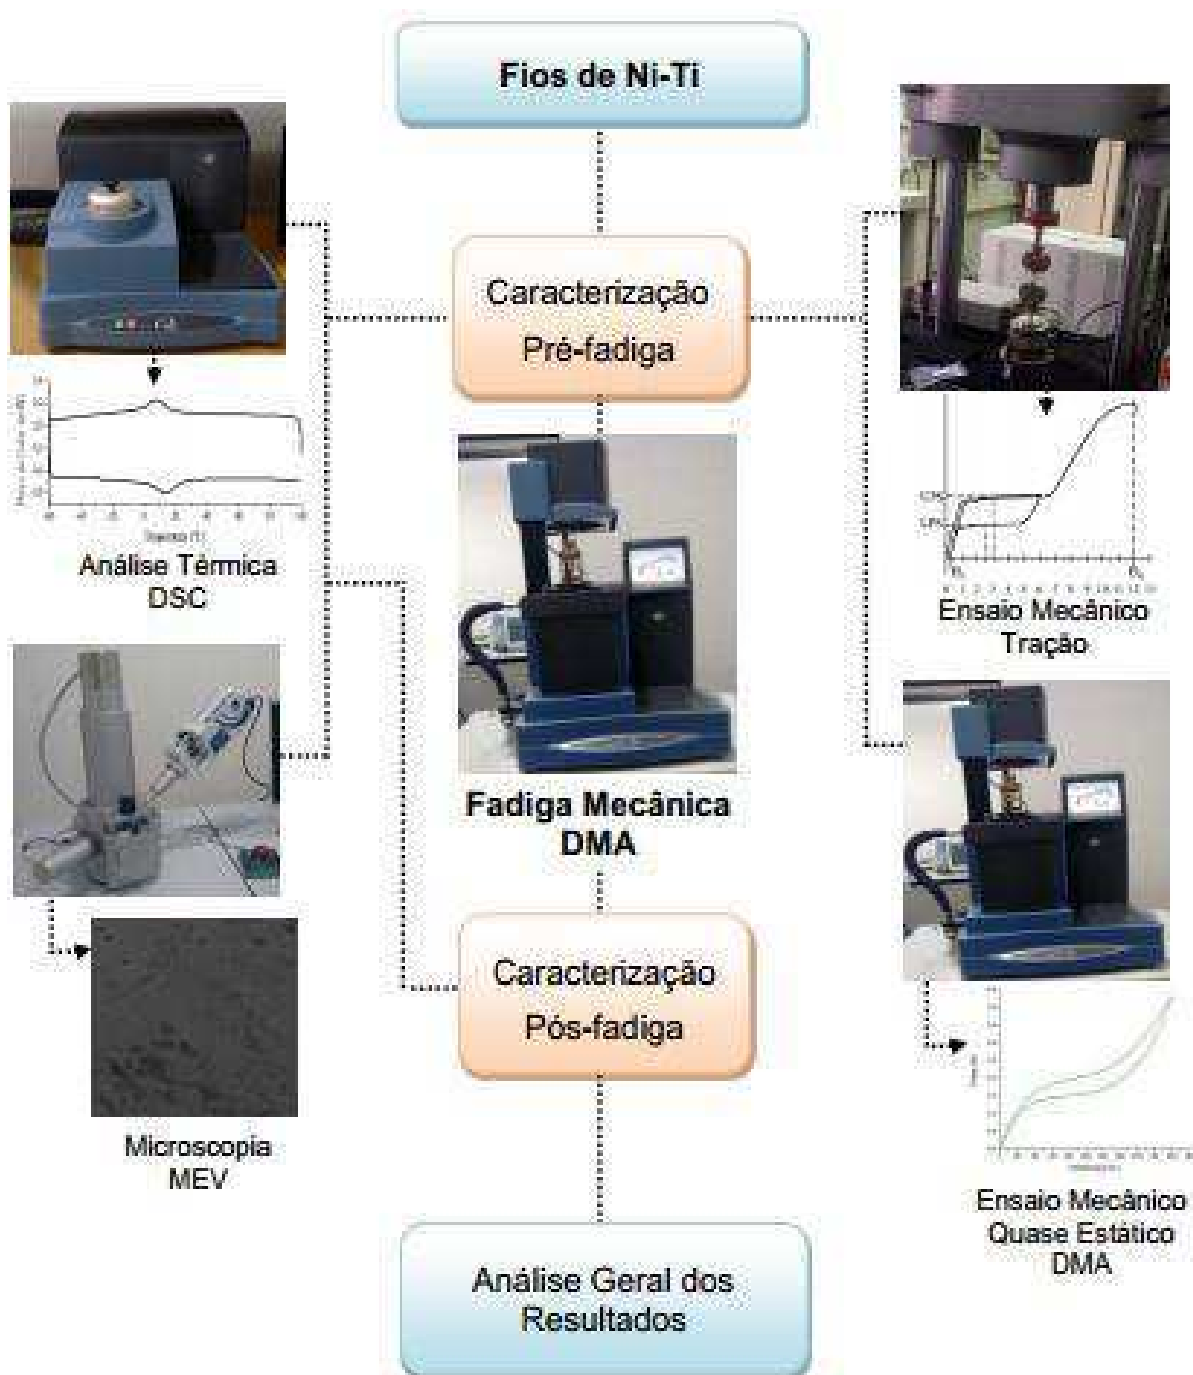 Fios de Ni-Ti
Caracterização
Pré-fadiga
Análise Térmica
DSC
Ensaio Mecânico
Tração
Fadiga Mecânica
DMA
Caracterização
Pós-fadiga
Microscopia
MEV
Ensaio Mecânico
Quase Estático
DMA
Análise Geral dos
Resultados